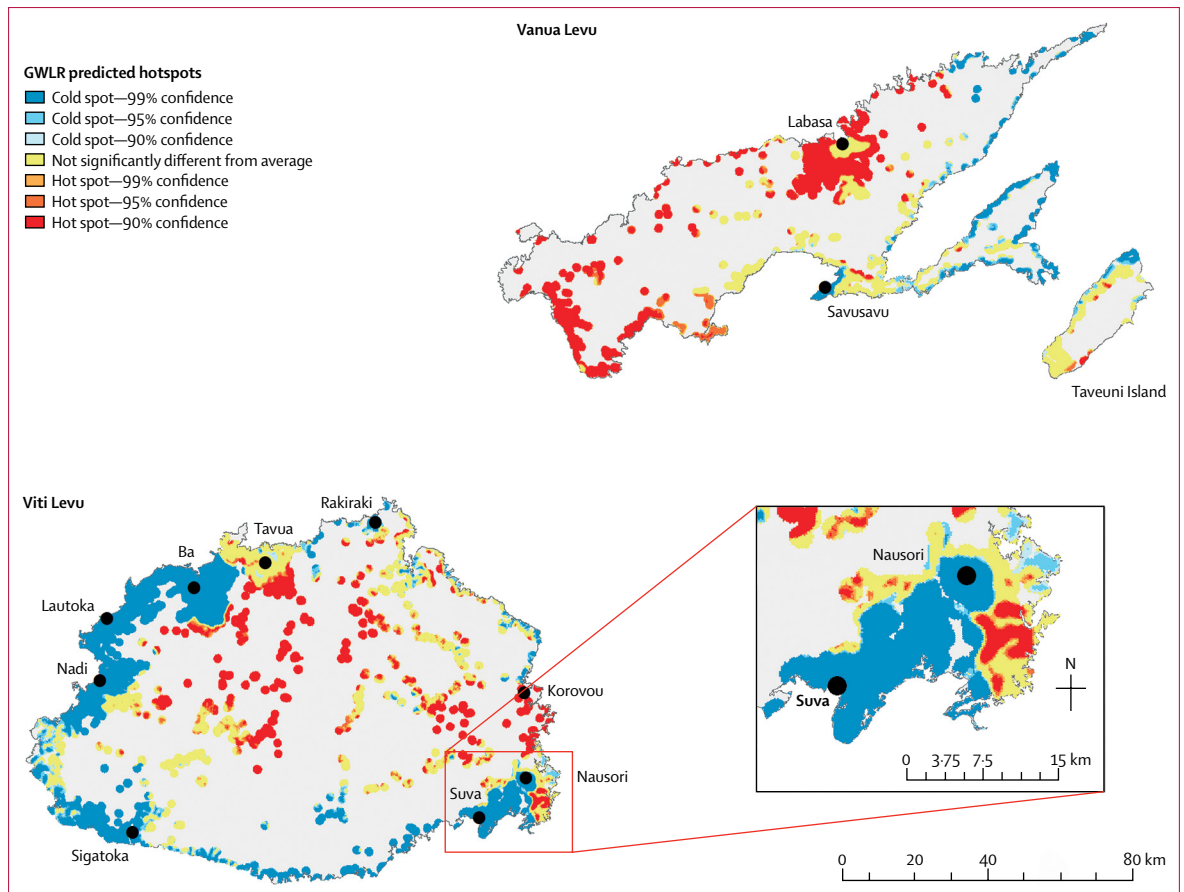 Vanua Levu
GWLR predicted hotspots
Cold spot—99% confidence
Cold spot—95% confidence
Cold spot—90% confidence
Not significantly different from average
Hot spot—99% confidence
Hot spot—95% confidence
Hot spot—90% confidence
Labasa
Savusavu
Taveuni Island
Viti Levu
Rakiraki
Tavua
Ba
Lautoka
Nadi
Korovou
Nausori
Suva
Sigatoka
Nausori
Suva
N
0 3·75 7·5 15 km
0 20 40 80 km